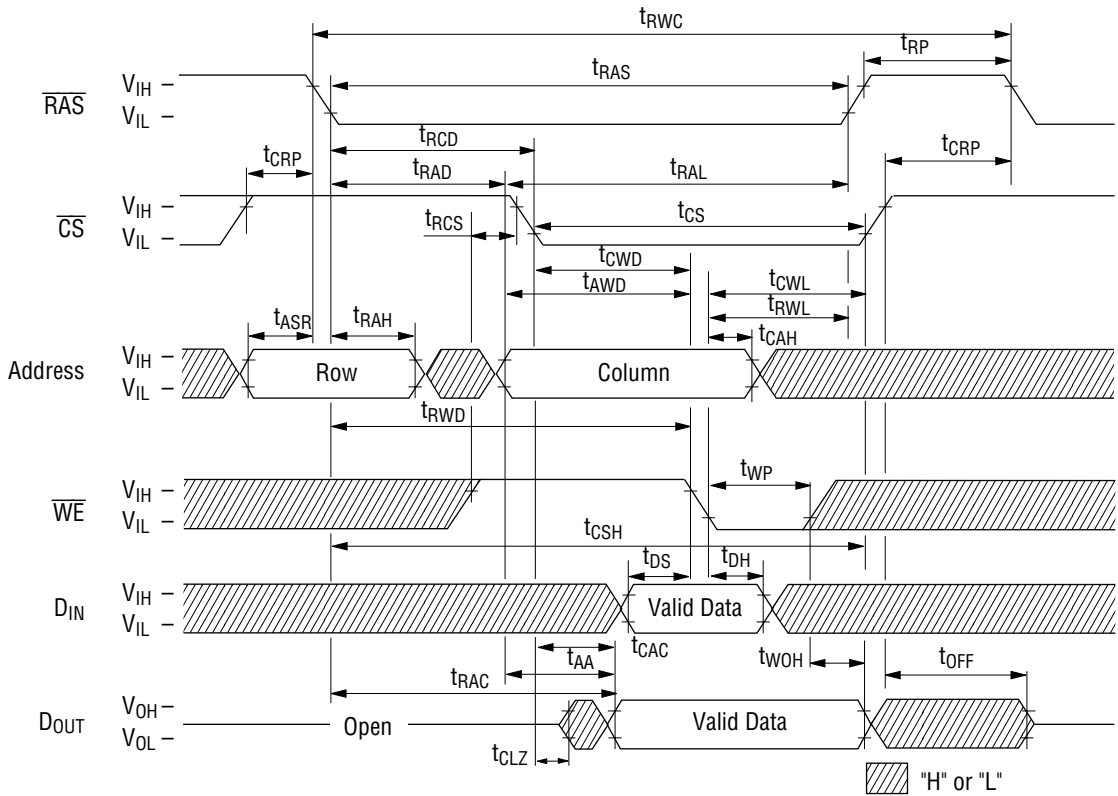 tRWC
tRP
RAS
VIH
VIL
tRAS
tCRP
tRCD
tCRP
tRAD
tRAL
CS
VIH
VIL
tRCS
tCS
tCWD
tCWL
tAWD
tRWL
tASR
tRAH
tCAH
Address
VIH
VIL
Row
Column
tRWD
WE
VIH
VIL
tWP
tCSH
tDS
tDH
DIN
VIH
VIL
Valid Data
tCAC
tAA
tWOH
tOFF
tRAC
DOUT
VOH
VOL
Open
Valid Data
tCLZ
"H" or "L"